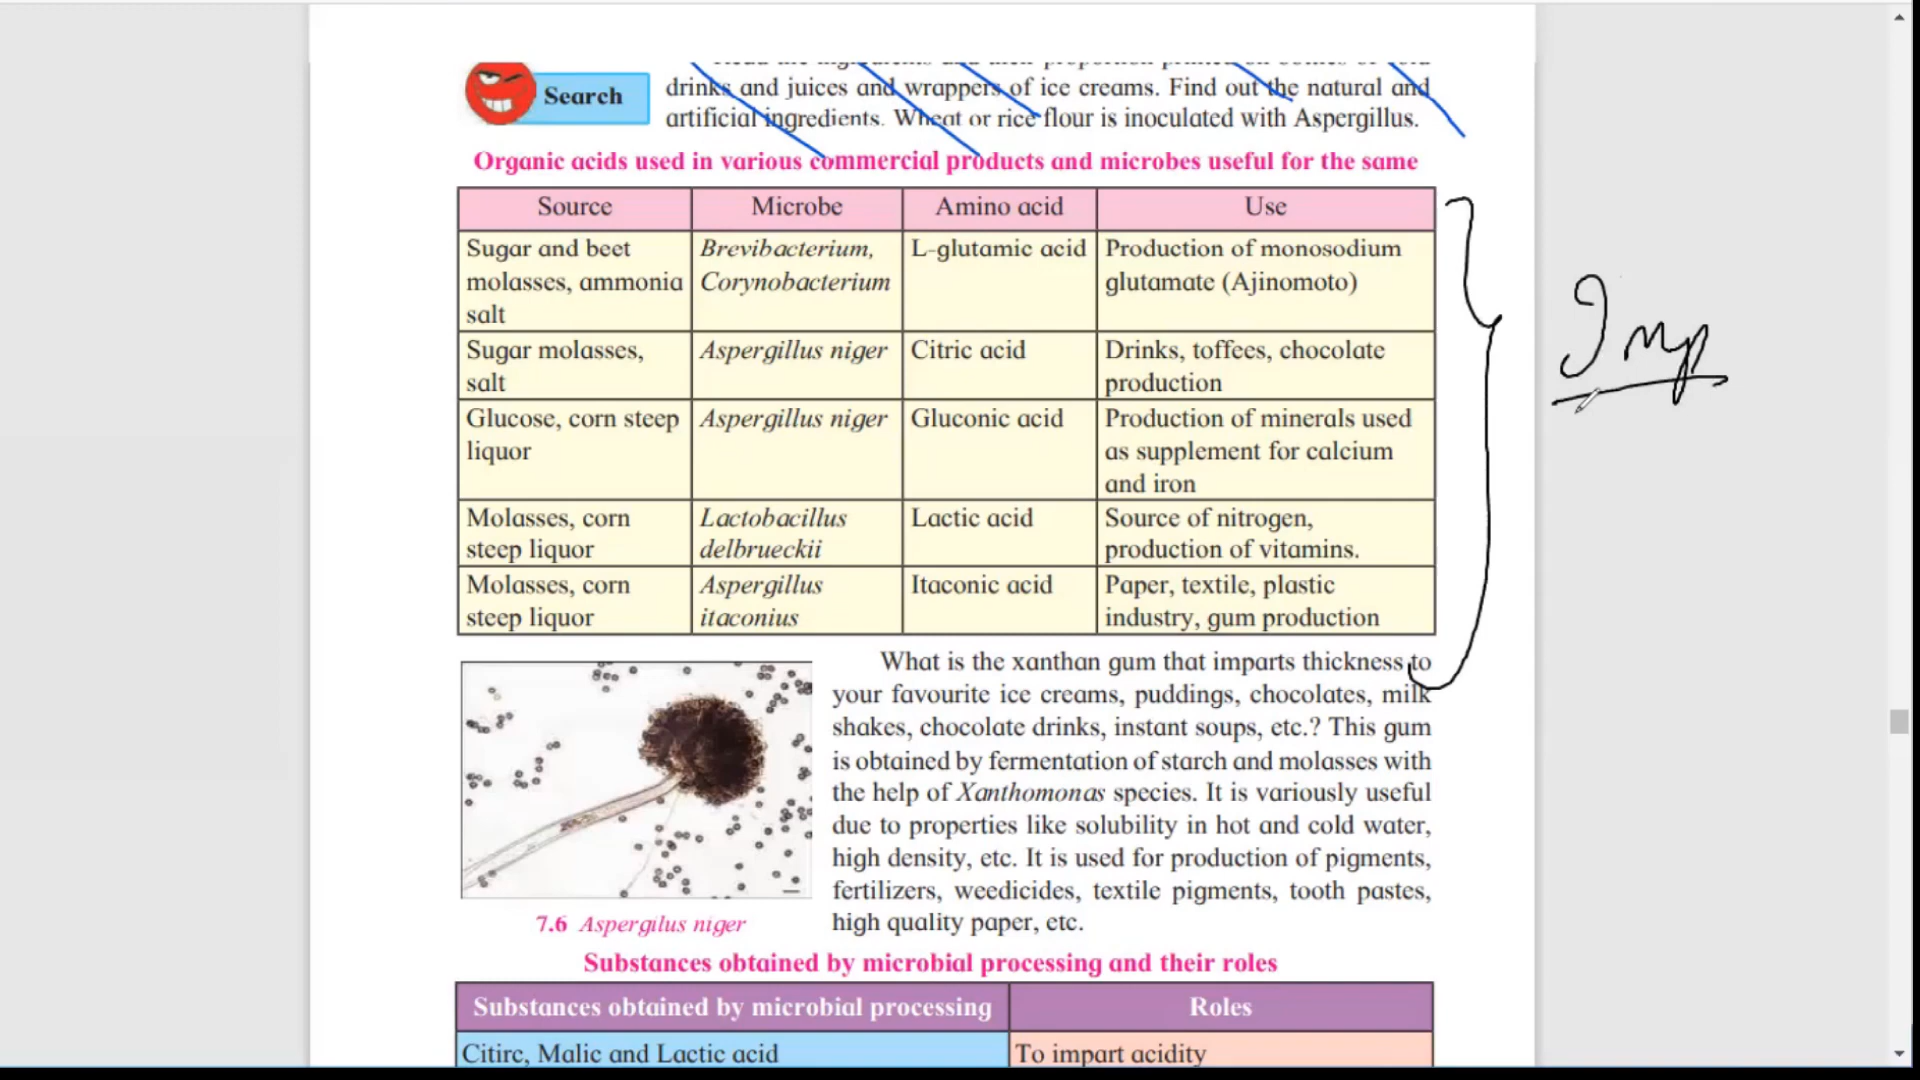 Search
drinks and juices and wrappers of ice creams. Find out the natural and
artificial ingredients. Wheat or rice flour is inoculated with Aspergillus.
Organic acids used in various commercial products and microbes useful for the same
Source Microbe Amino acid Use
Sugar and beet molasses, ammonia salt Brevibacterium, Corynobacterium L-glutamic acid Production of monosodium glutamate (Ajinomoto)
Sugar molasses, salt Aspergillus niger Citric acid Drinks, toffees, chocolate production
Glucose, corn steep liquor Aspergillus niger Gluconic acid Production of minerals used as supplement for calcium and iron
Molasses, corn steep liquor Lactobacillus delbrueckii Lactic acid Source of nitrogen, production of vitamins.
Molasses, corn steep liquor Aspergillus itaconius Itaconic acid Paper, textile, plastic industry, gum production
Imp
What is the xanthan gum that imparts thickness to
your favourite ice creams, puddings, chocolates, milk
shakes, chocolate drinks, instant soups, etc.? This gum
is obtained by fermentation of starch and molasses with
the help of Xanthomonas species. It is variously useful
due to properties like solubility in hot and cold water,
high density, etc. It is used for production of pigments,
fertilizers, weedicides, textile pigments, tooth pastes,
high quality paper, etc.
7.6 Aspergilus niger
Substances obtained by microbial processing and their roles
Substances obtained by microbial processing Roles
Citirc, Malic and Lactic acid To impart acidity